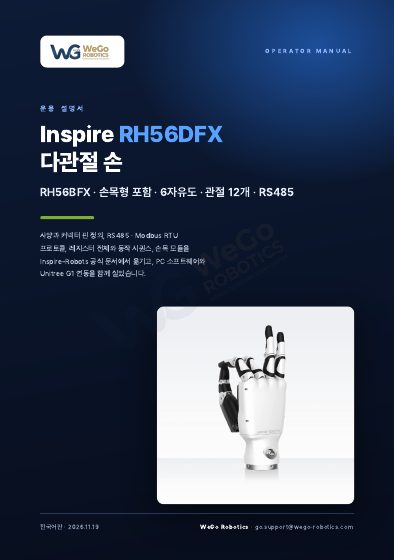 WG WeGo
ROBOTICS
OPERATOR MANUAL
운용 설명서
Inspire RH56DFX
다관절 손
RH56BFX · 손목형 포함 · 6자유도 · 관절 12개 · RS485
사양과 커넥터 핀 정의, RS485 · Modbus RTU
프로토콜, 레지스터 전체와 동작 시퀀스, 손목 모듈을
Inspire-Robots 공식 문서에서 옮기고, PC 소프트웨어와
Unitree G1 연동을 함께 실었습니다.
WG WeGo
ROBOTICS
한국어판 · 2026.11.19
WeGo Robotics · go.support@wego-robotics.com